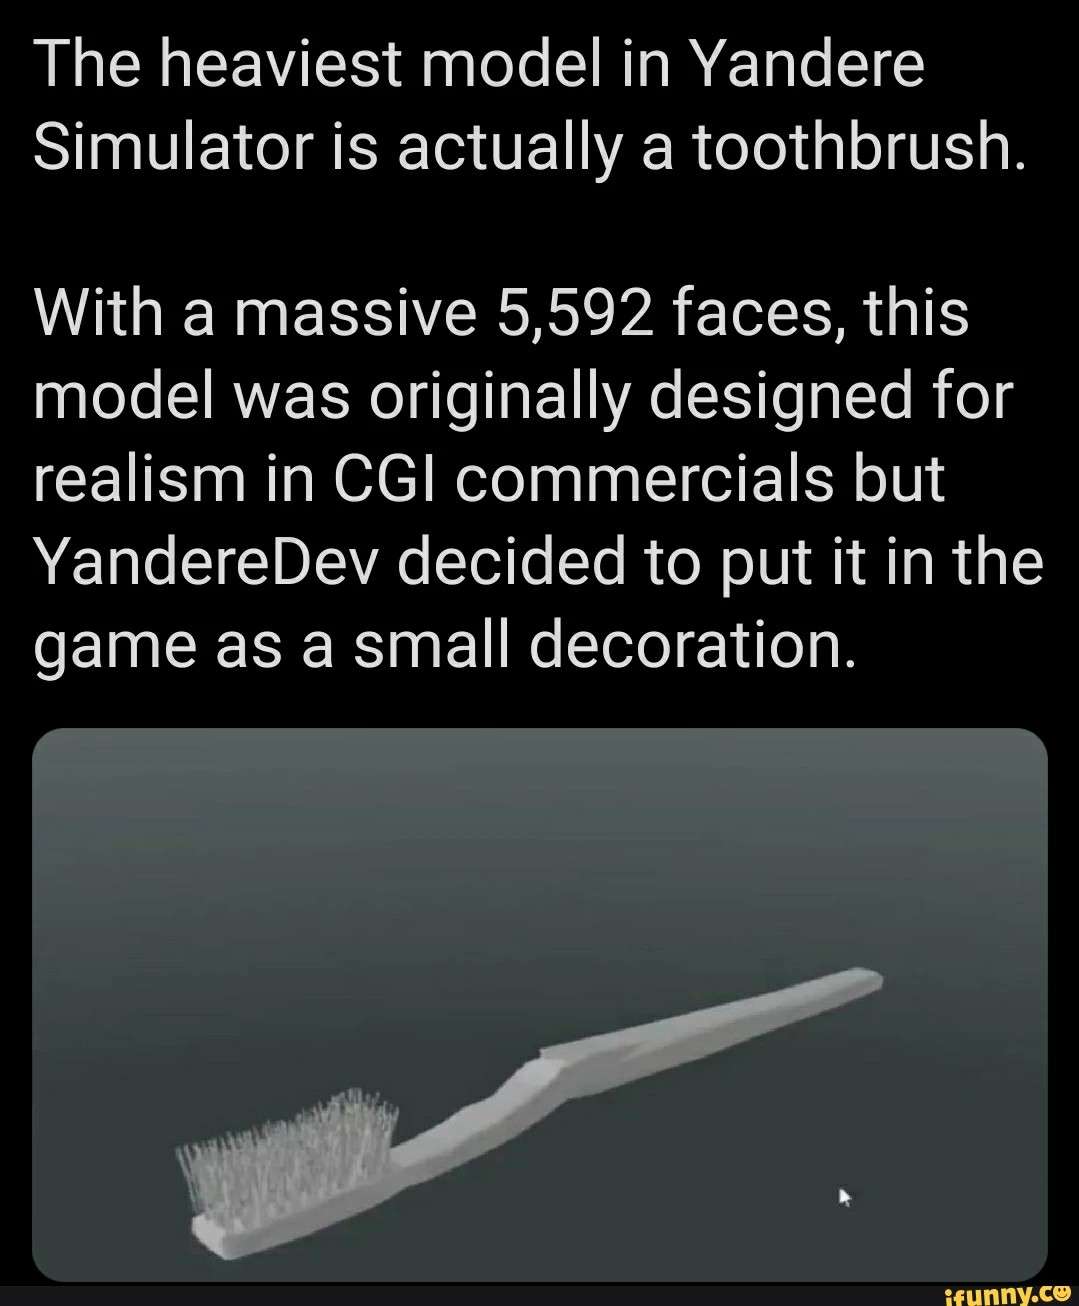 The heaviest model in Yandere
Simulator is actually a toothbrush.
With a massive 5,592 faces, this
model was originally designed for
realism in CGI commercials but
YandereDev decided to put it in the
game as a small decoration.
ifunny.co